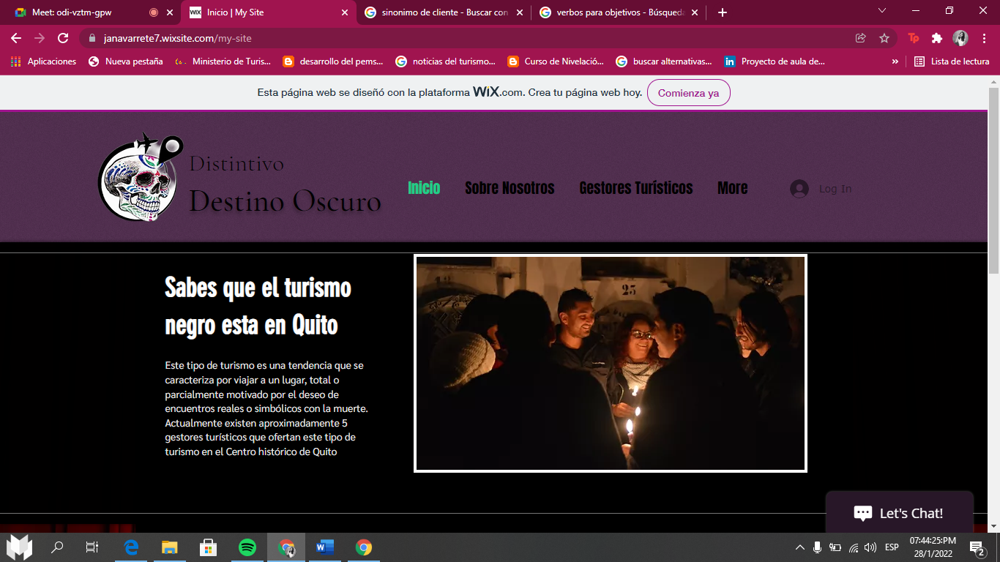 Meet: odi-vztm-gpw
WiX Inicio | My Site
sinonimo de cliente - Buscar con
verbos para objetivos - Búsqueda
janavarrete7.wixsite.com/my-site
Tp
Aplicaciones
Nueva pestaña
Ministerio de Turis...
desarrollo del pems...
noticias del turismo...
Curso de Nivelació...
buscar alternativas...
in Proyecto de aula de...
»
Lista de lectura
Esta página web se diseñó con la plataforma WiX.com. Crea tu página web hoy.
Comienza ya
Distintivo
Destino Oscuro
Inicio
Sobre Nosotros
Gestores Turísticos
More
Log In
Sabes que el turismo
negro esta en Quito
Este tipo de turismo es una tendencia que se
caracteriza por viajar a un lugar, total o
parcialmente motivado por el deseo de
encuentros reales o simbólicos con la muerte.
Actualmente existen aproximadamente 5
gestores turísticos que ofertan este tipo de
turismo en el Centro histórico de Quito
23
Let's Chat!
ESP
07:44:25:PM
28/1/2022
2